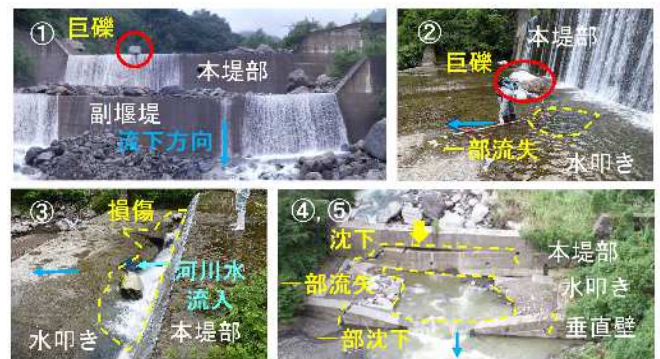 ①
巨礫
本堤部
副堰堤
流下方向
②
本堤部
巨礫
一部流失
水叩き
③
損傷
河川水
流入
水叩き
本堤部
④, ⑤
沈下
本堤部
一部流失
水叩き
一部沈下
垂直壁